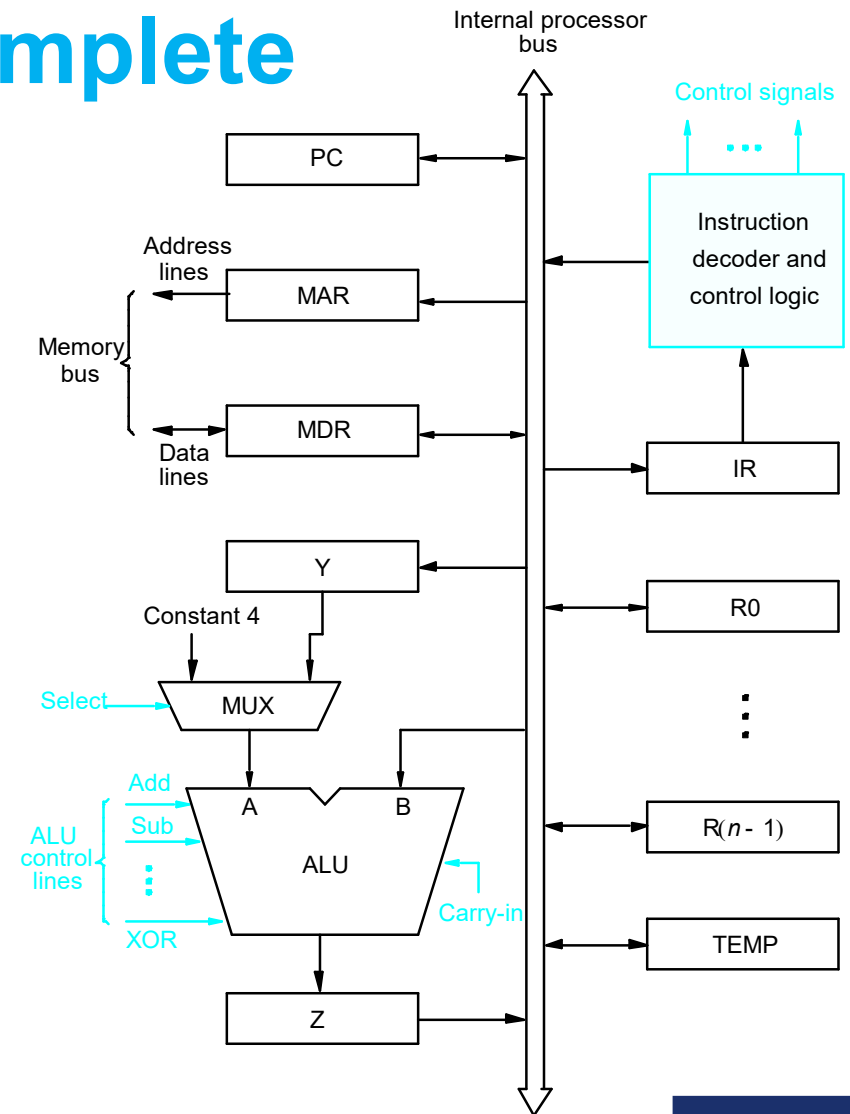 mplete
Internal processor
bus
Control signals
PC
Instruction
decoder and
control logic
Address
lines
MAR
Memory
bus
MDR
Data
lines
IR
Y
Constant 4
R0
Select
MUX
Add
A
B
Sub
ALU
control
lines
ALU
R(n - 1)
Carry-in
XOR
TEMP
Z